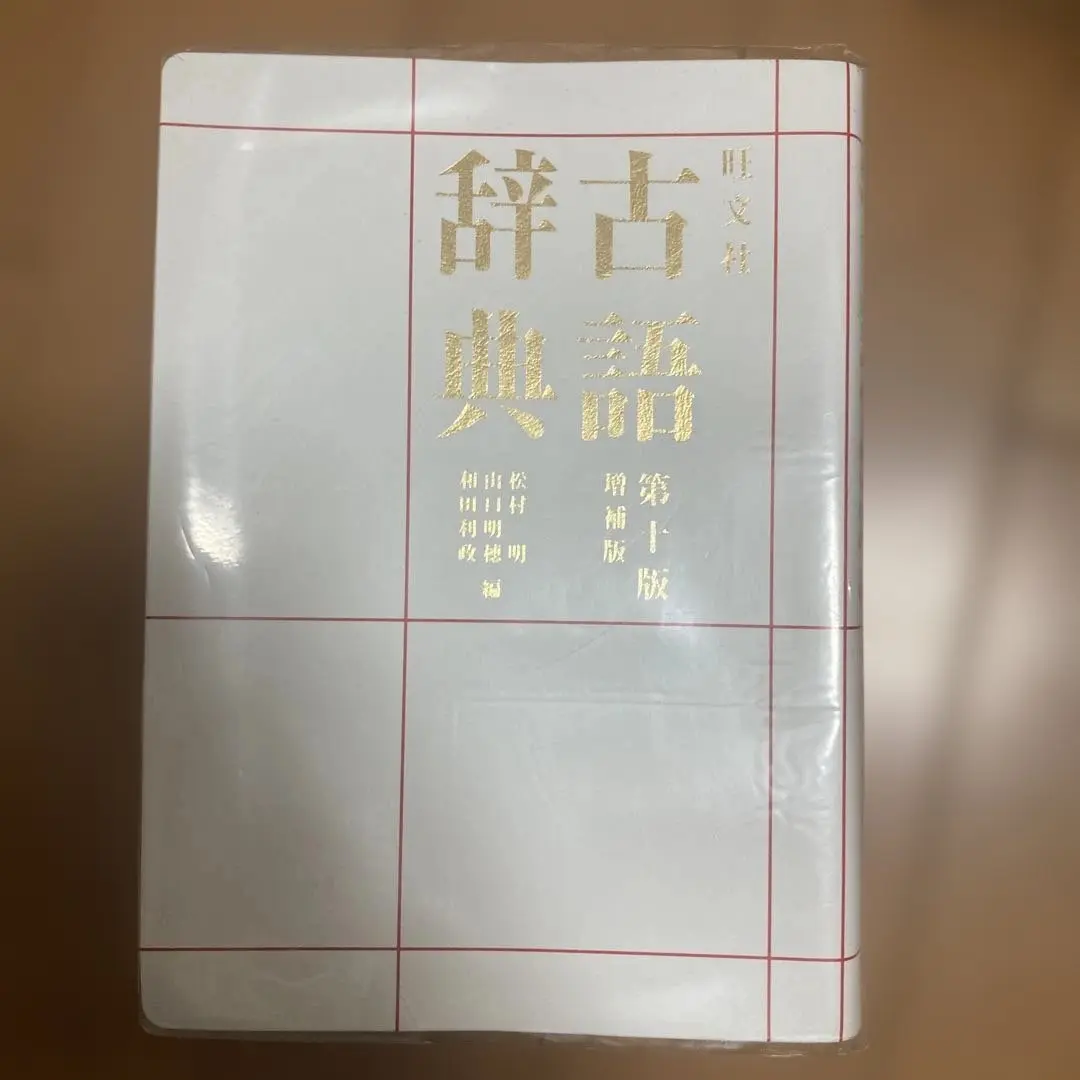 旺文社
古語
辞典
第十版
増補版
松村 明
山口明穂 編
和田利政